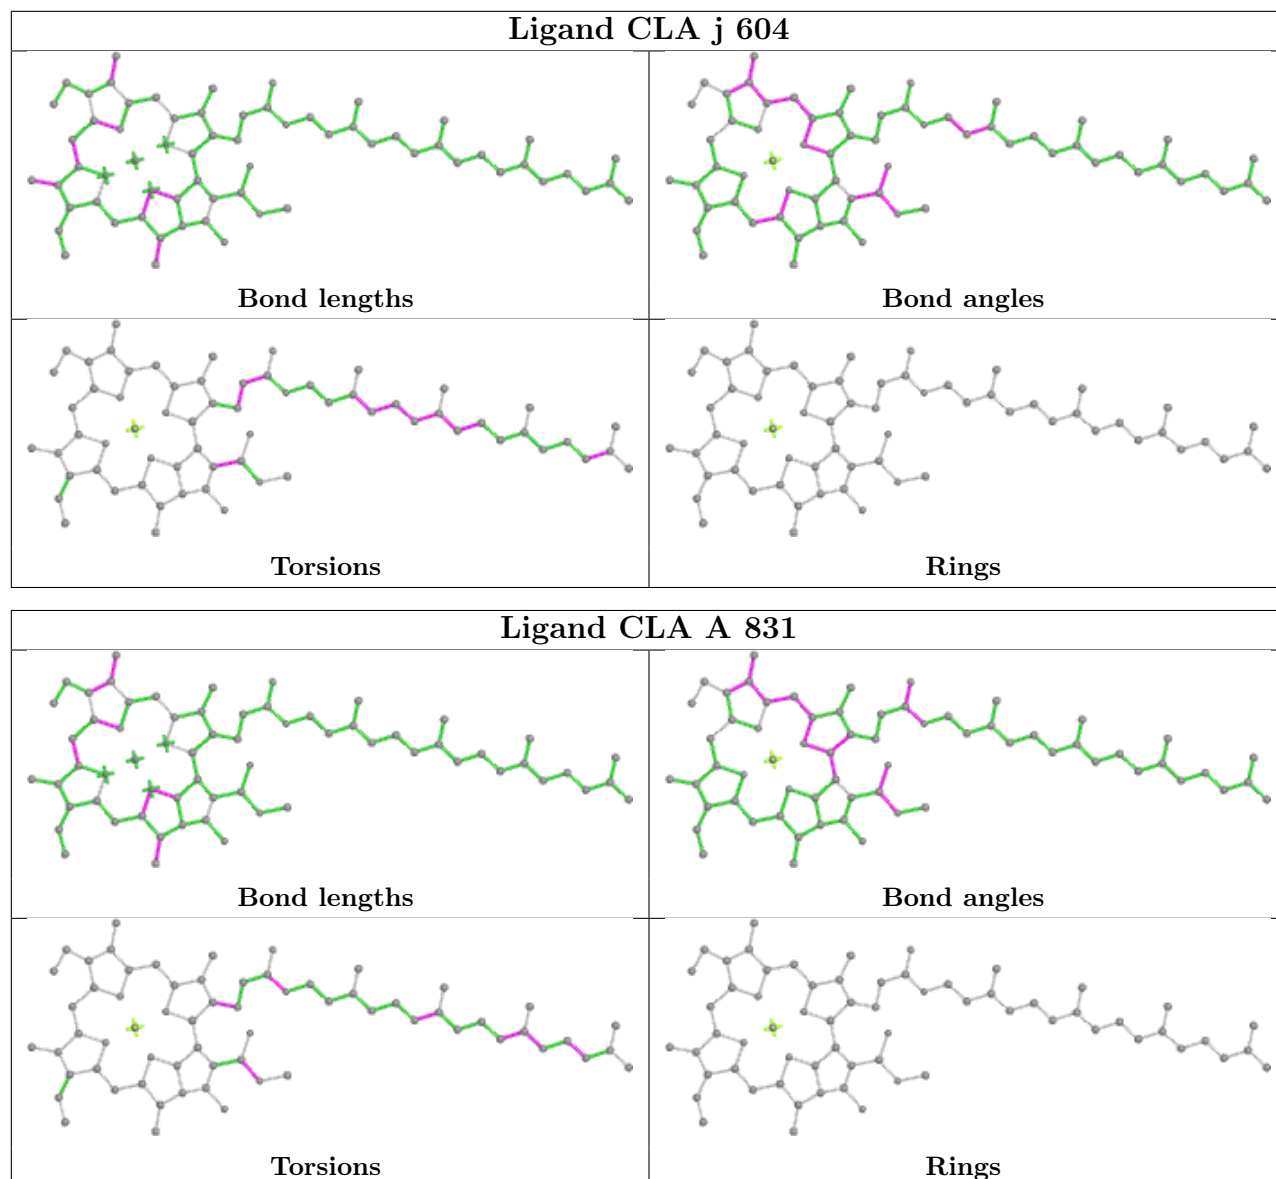 Ligand CLA j 604
Bond lengths
Bond angles
Torsions
Rings
Ligand CLA A 831
Bond lengths
Bond angles
Torsions
Rings